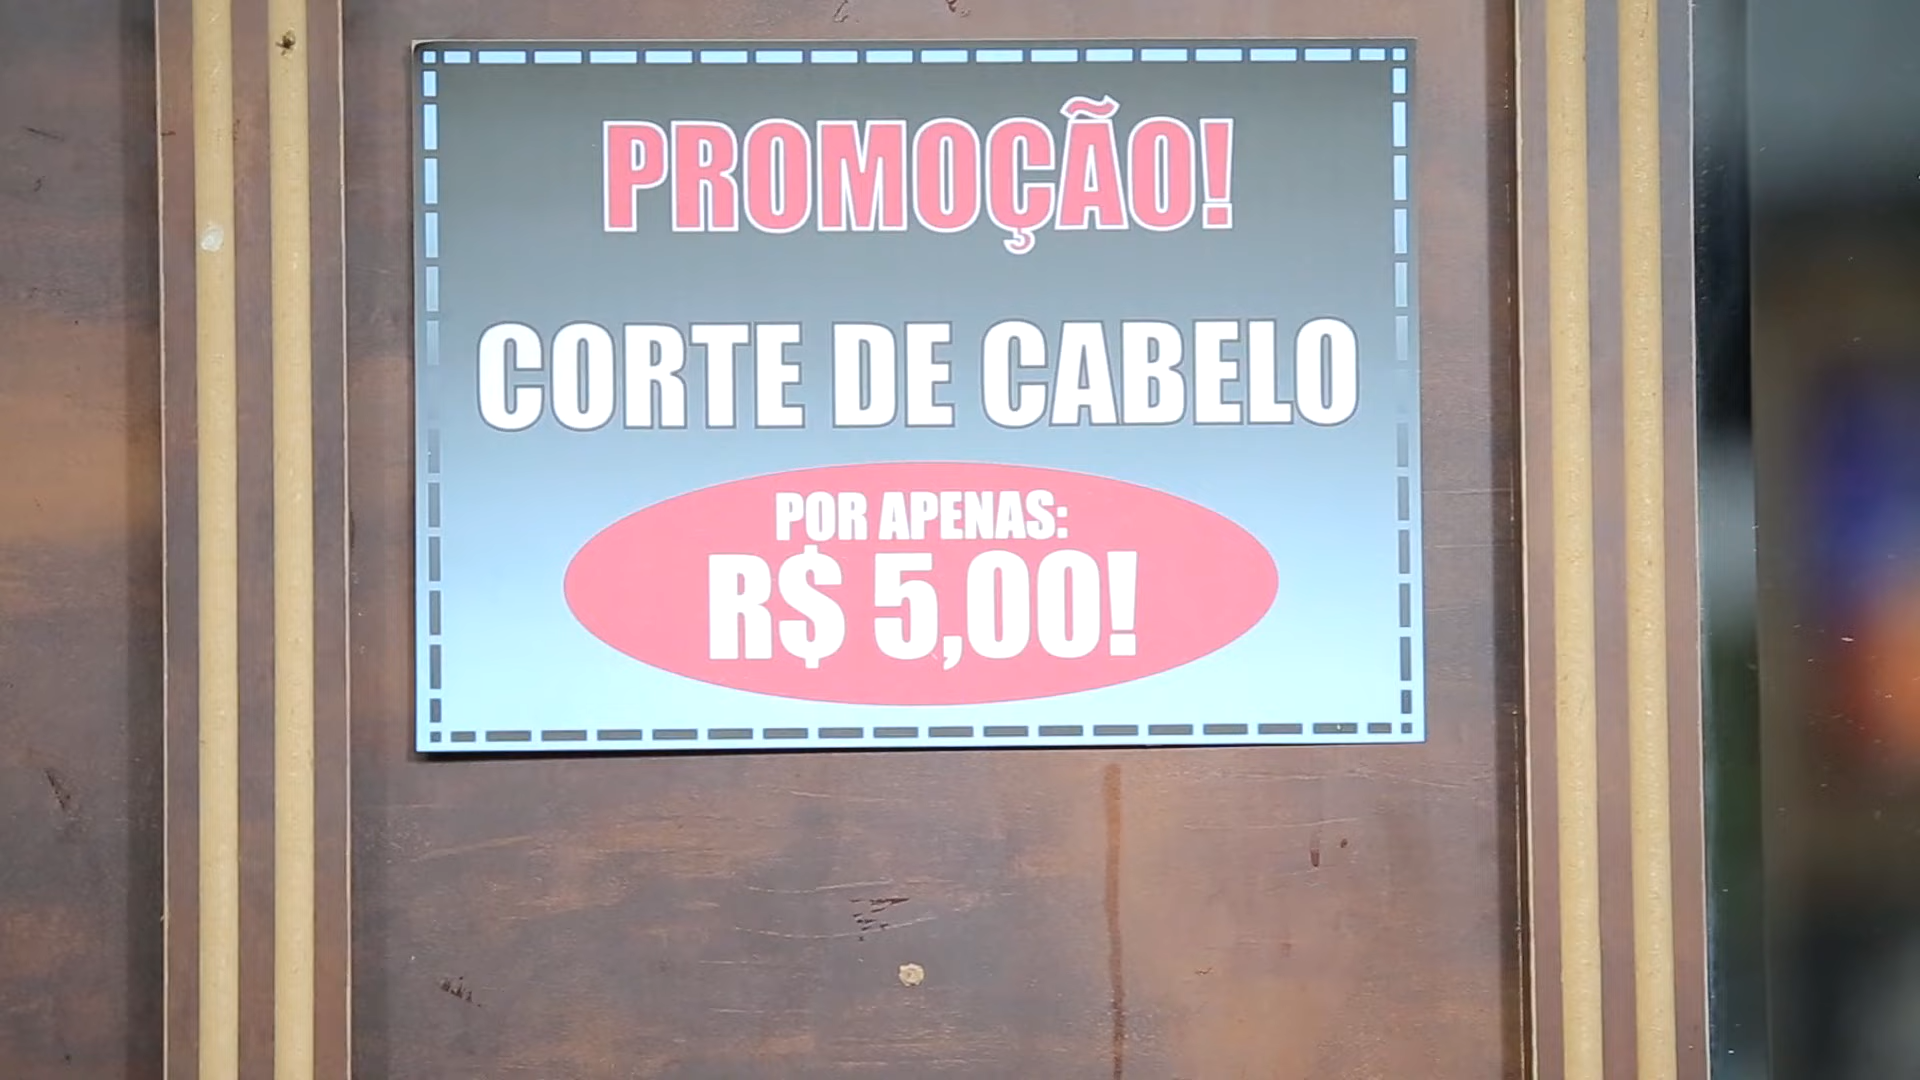 PROMOÇÃO!
CORTE DE CABELO
POR APENAS:
R$ 5,00!